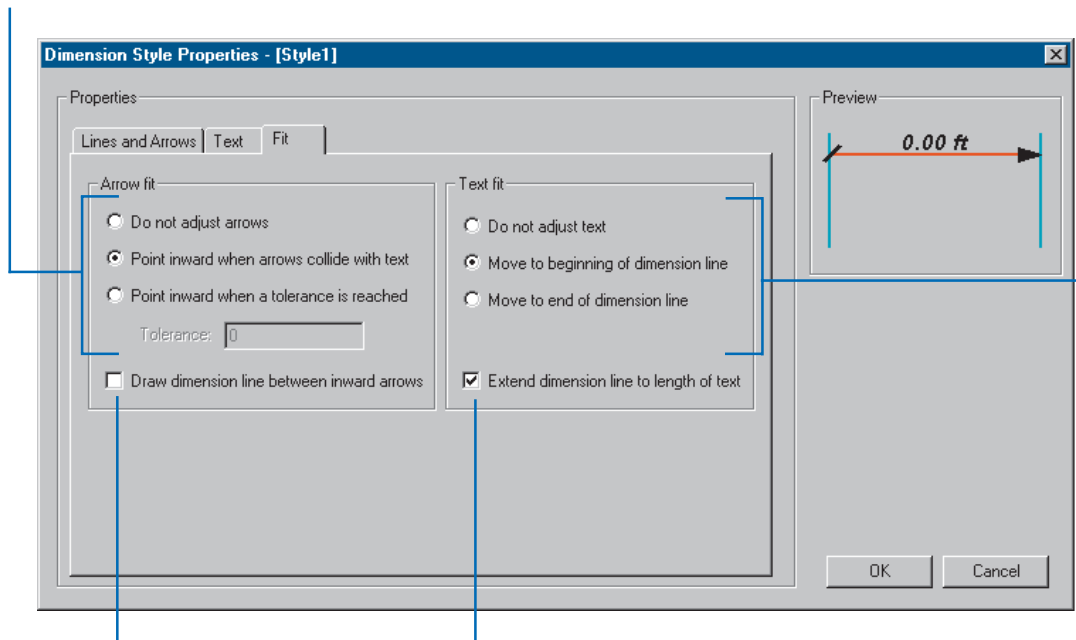 Dimension Style Properties - [Style1]
Properties
Lines and Arrows
Text
Fit
Arrow fit
Do not adjust arrows
Point inward when arrows collide with text
Point inward when a tolerance is reached
Tolerance: 0
Draw dimension line between inward arrows
Text fit
Do not adjust text
Move to beginning of dimension line
Move to end of dimension line
Extend dimension line to length of text
Preview
0.00 ft
OK
Cancel